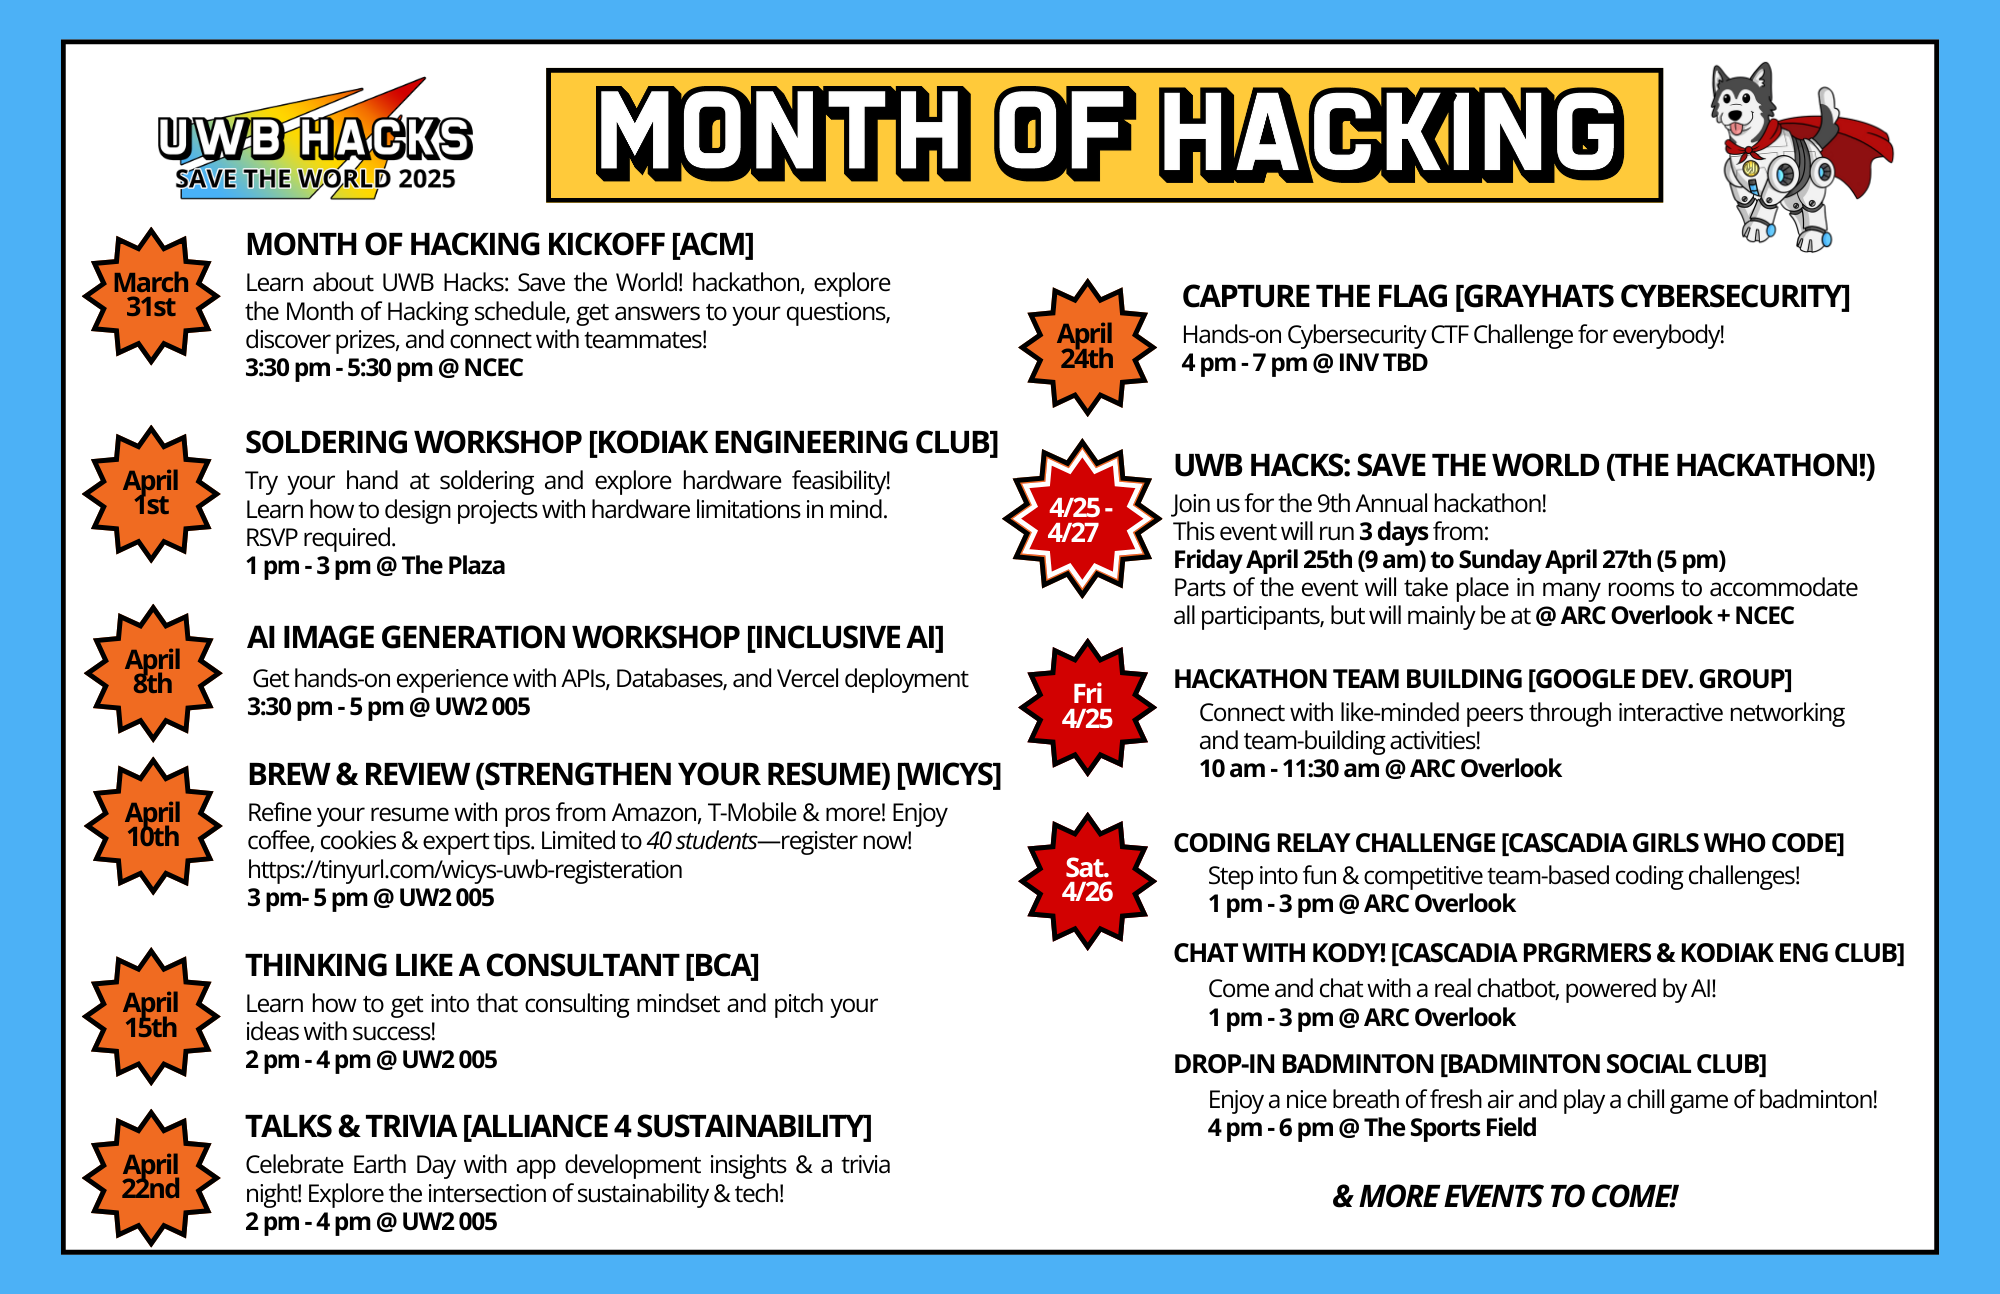 UWB HACKS
SAVE THE WORLD 2025
MONTH OF HACKING
March
31st
MONTH OF HACKING KICKOFF [ACM]
Learn about UWB Hacks: Save the World! hackathon, explore
the Month of Hacking schedule, get answers to your questions,
discover prizes, and connect with teammates!
3:30 pm - 5:30 pm @ NCEC
April
1st
SOLDERING WORKSHOP [KODIAK ENGINEERING CLUB]
Try your hand at soldering and explore hardware feasibility!
Learn how to design projects with hardware limitations in mind.
RSVP required.
1 pm - 3 pm @ The Plaza
April
8th
AI IMAGE GENERATION WORKSHOP [INCLUSIVE AI]
Get hands-on experience with APIs, Databases, and Vercel deployment
3:30 pm - 5 pm @ UW2 005
April
10th
BREW & REVIEW (STRENGTHEN YOUR RESUME) [WICYS]
Refine your resume with pros from Amazon, T-Mobile & more! Enjoy
coffee, cookies & expert tips. Limited to 40 students—register now!
https://tinyurl.com/wicys-uwb-registeration
3 pm- 5 pm @ UW2 005
April
15th
THINKING LIKE A CONSULTANT [BCA]
Learn how to get into that consulting mindset and pitch your
ideas with success!
2 pm - 4 pm @ UW2 005
April
22nd
TALKS & TRIVIA [ALLIANCE 4 SUSTAINABILITY]
Celebrate Earth Day with app development insights & a trivia
night! Explore the intersection of sustainability & tech!
2 pm - 4 pm @ UW2 005
April
24th
CAPTURE THE FLAG [GRAYHATS CYBERSECURITY]
Hands-on Cybersecurity CTF Challenge for everybody!
4 pm - 7 pm @ INV TBD
4/25 -
4/27
UWB HACKS: SAVE THE WORLD (THE HACKATHON!)
Join us for the 9th Annual hackathon!
This event will run 3 days from:
Friday April 25th (9 am) to Sunday April 27th (5 pm)
Parts of the event will take place in many rooms to accommodate
all participants, but will mainly be at @ ARC Overlook + NCEC
Fri
4/25
HACKATHON TEAM BUILDING [GOOGLE DEV. GROUP]
Connect with like-minded peers through interactive networking
and team-building activities!
10 am - 11:30 am @ ARC Overlook
Sat.
4/26
CODING RELAY CHALLENGE [CASCADIA GIRLS WHO CODE]
Step into fun & competitive team-based coding challenges!
1 pm - 3 pm @ ARC Overlook
CHAT WITH KODY! [CASCADIA PRGRMERS & KODIAK ENG CLUB]
Come and chat with a real chatbot, powered by AI!
1 pm - 3 pm @ ARC Overlook
DROP-IN BADMINTON [BADMINTON SOCIAL CLUB]
Enjoy a nice breath of fresh air and play a chill game of badminton!
4 pm - 6 pm @ The Sports Field
& MORE EVENTS TO COME!